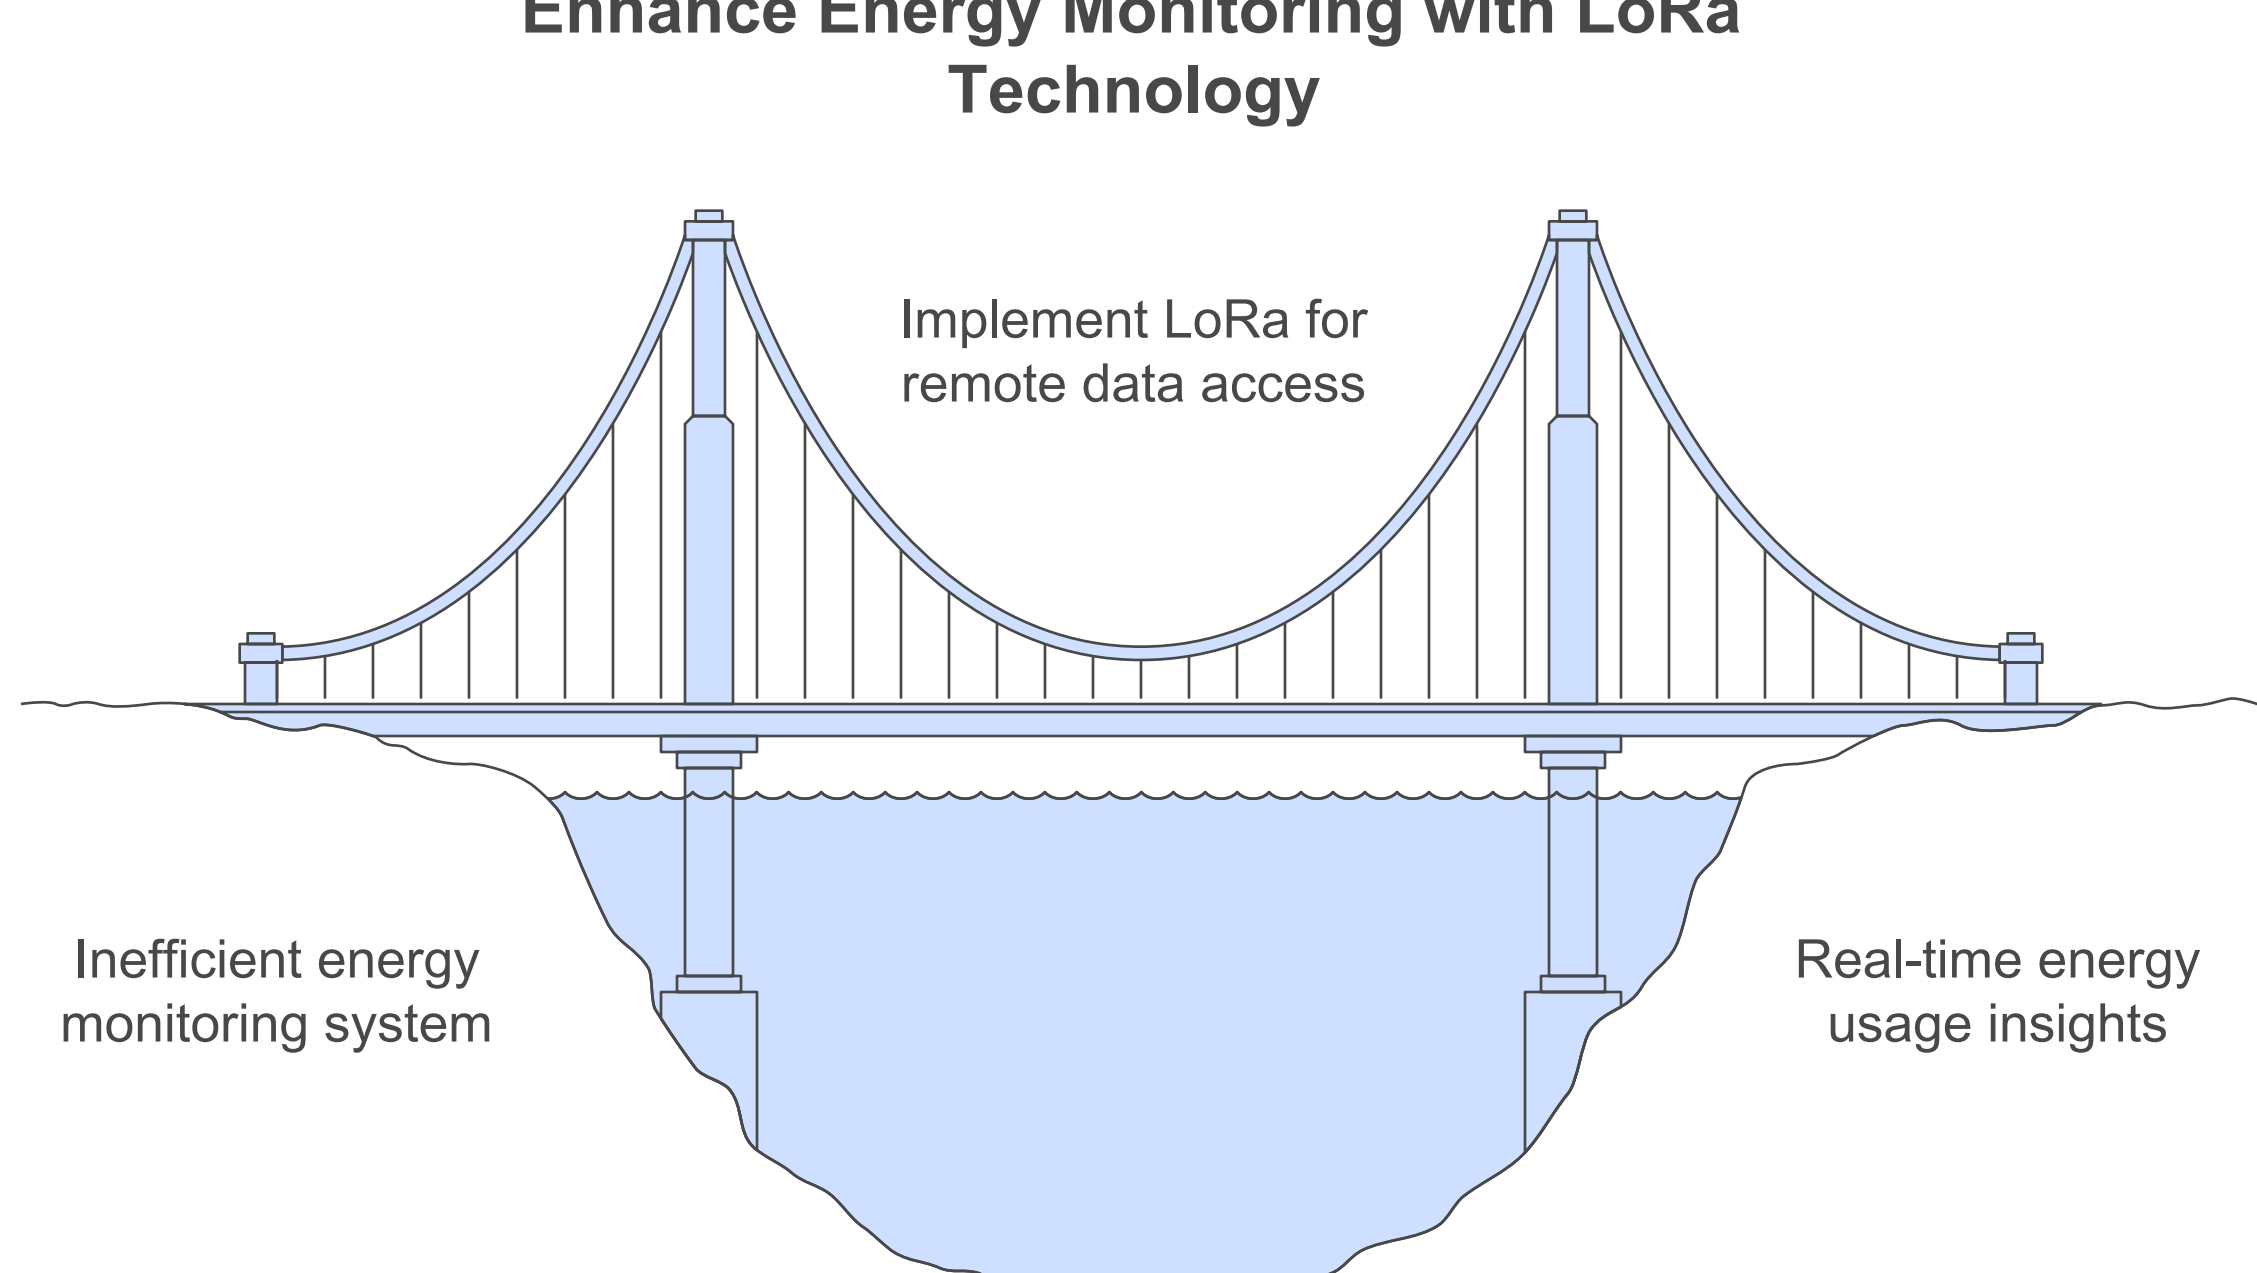 Enhance Energy Monitoring with LoRa
Technology
Implement LoRa for
remote data access
Inefficient energy
monitoring system
Real-time energy
usage insights